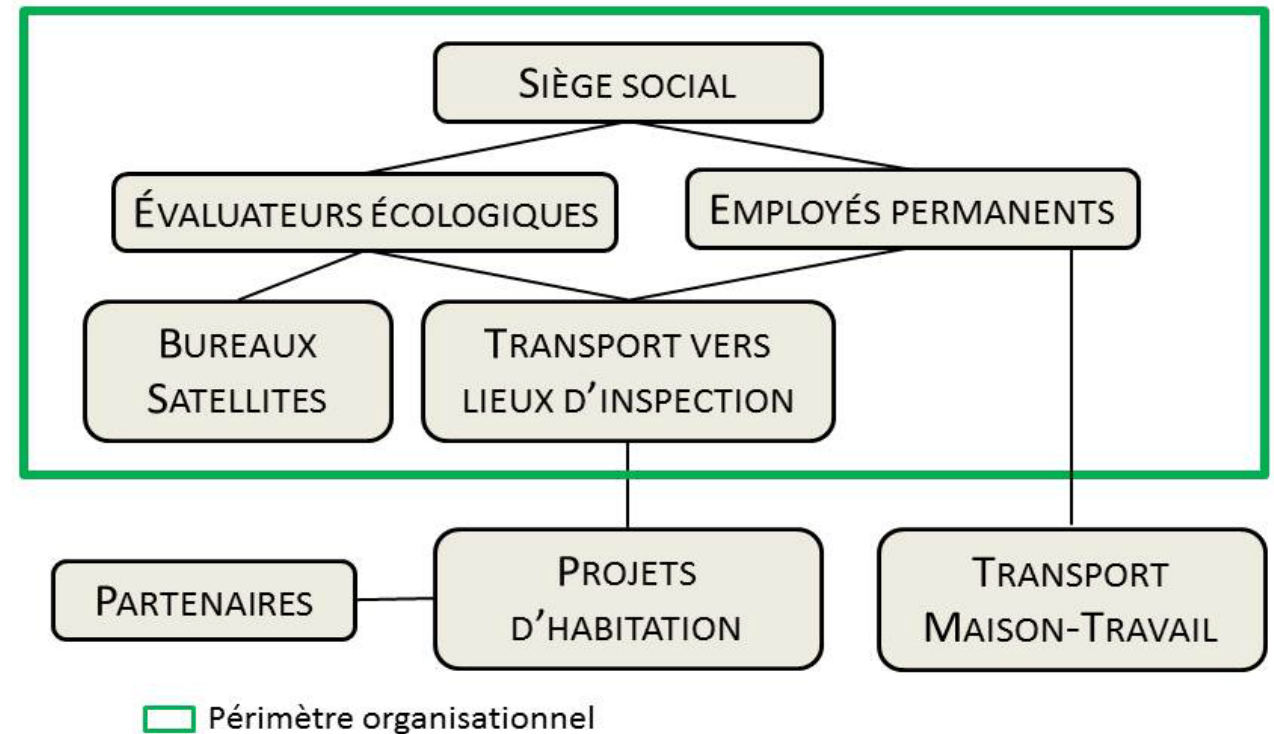 SIÈGE SOCIAL
ÉVALUATEURS ÉCOLOGIQUES
EMPLOYÉS PERMANENTS
BUREAUX
SATELLITES
TRANSPORT VERS
LIEUX D'INSPECTION
PARTENAIRES
PROJETS
D'HABITATION
TRANSPORT
MAISON-TRAVAIL
Périmètre organisationnel